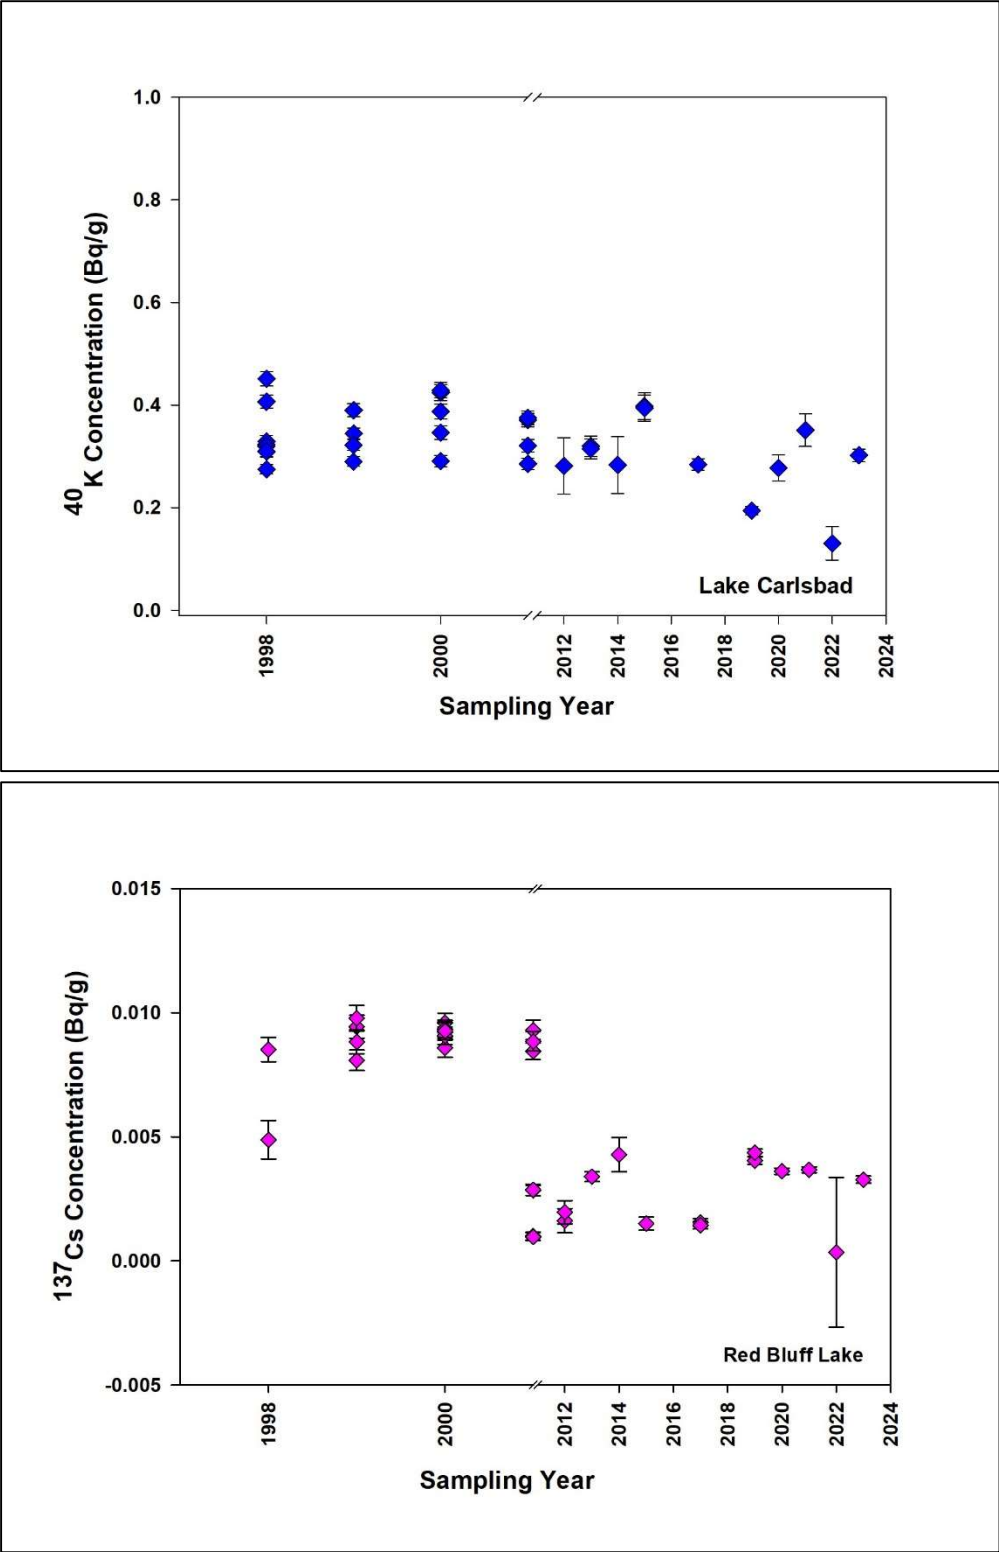 1.0
0.8
0.6
0.4
0.2
0.0
40K Concentration (Bq/g)
Lake Carlsbad
1998 2000 2012 2014 2016 2018 2020 2022 2024
Sampling Year
0.015
0.010
0.005
0.000
-0.005
137Cs Concentration (Bq/g)
Red Bluff Lake
1998 2000 2012 2014 2016 2018 2020 2022 2024
Sampling Year